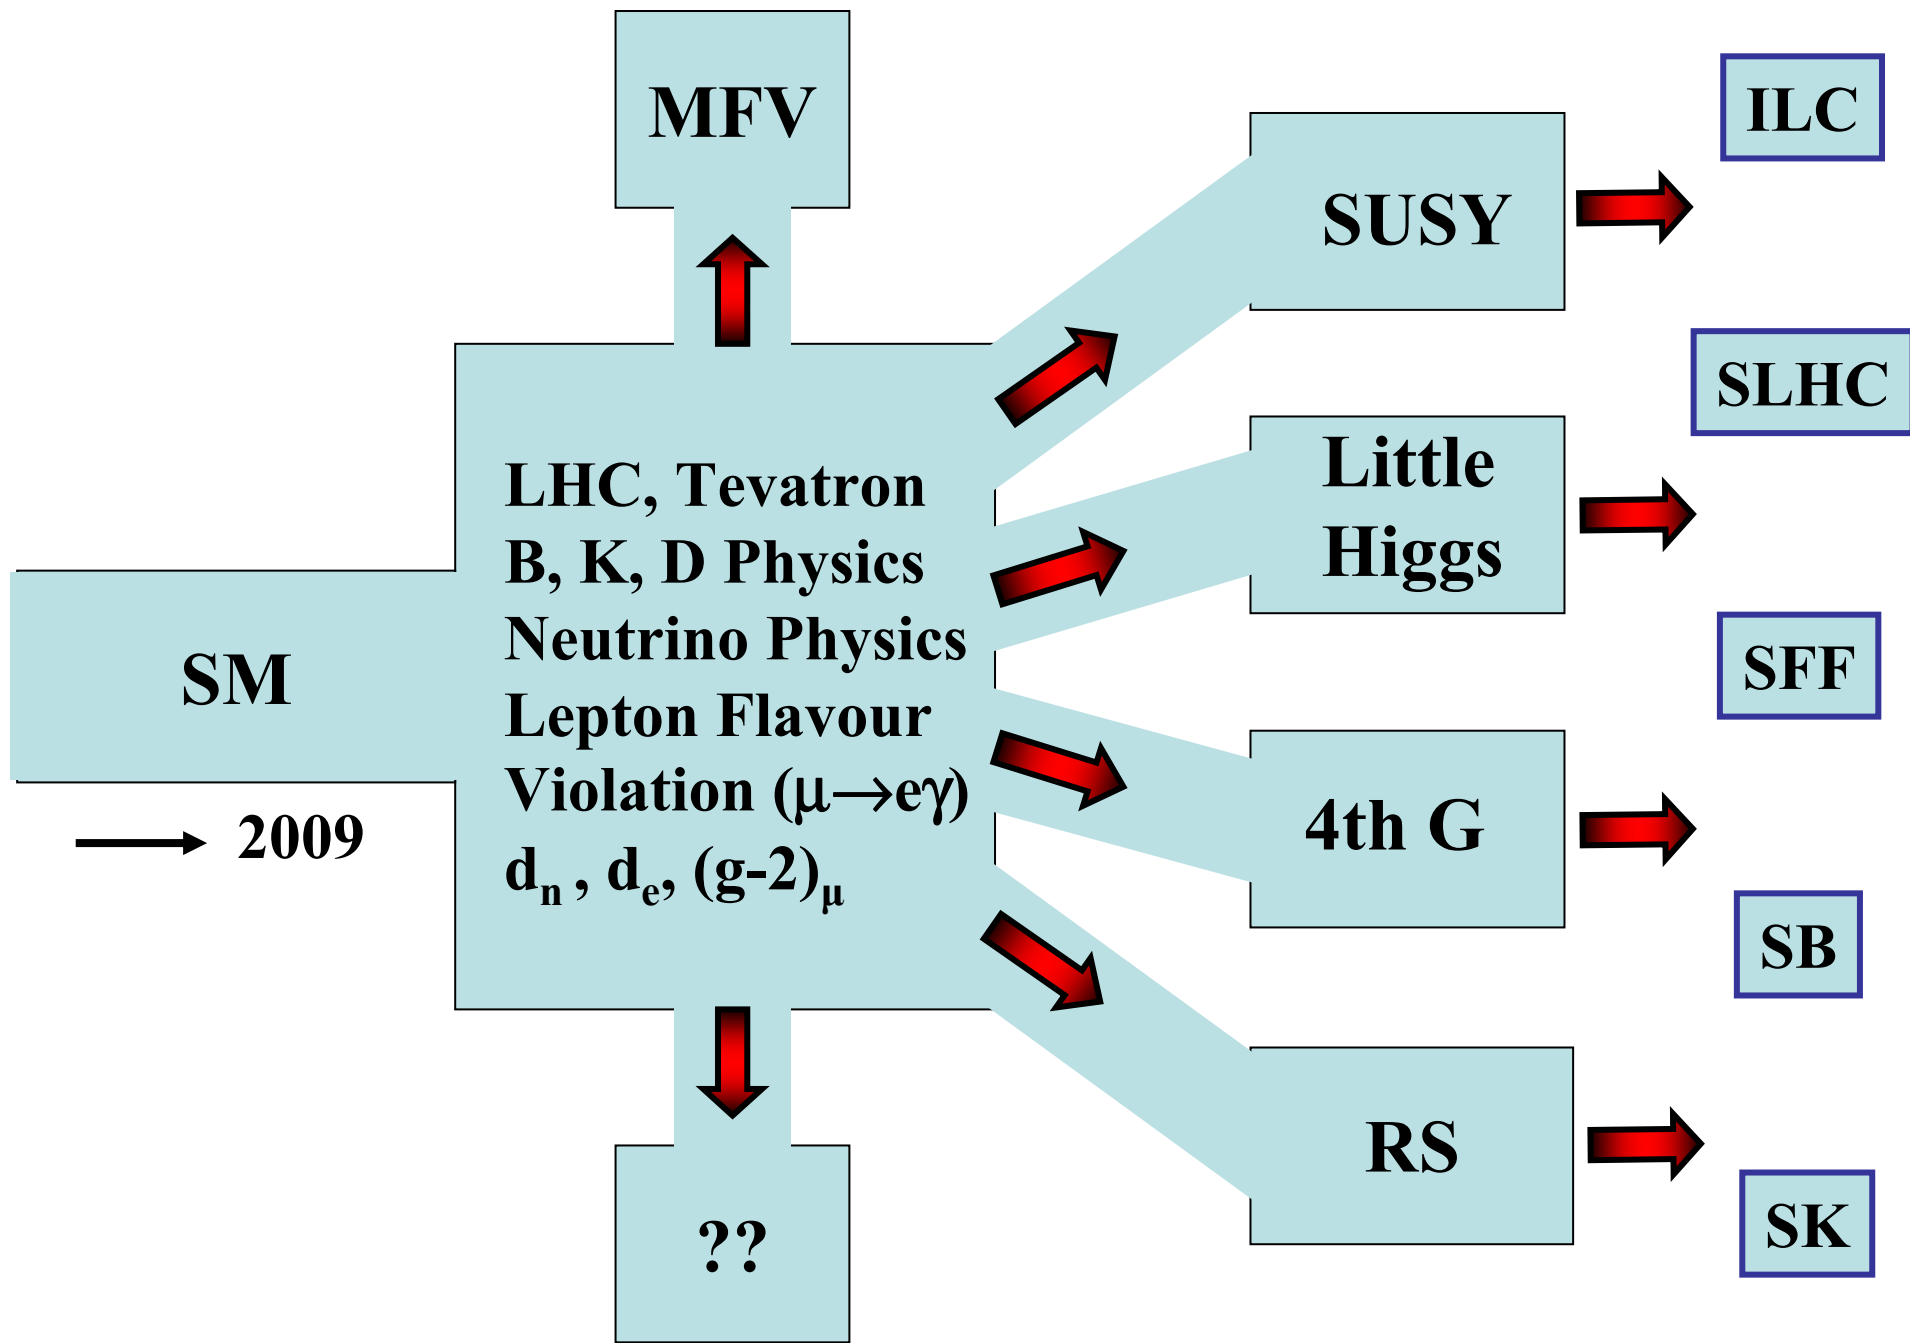 MFV
ILC
SUSY
SLHC
LHC, Tevatron
B, K, D Physics
Neutrino Physics
Lepton Flavour
Violation (μ→eγ)
dₙ , dₑ, (g-2)μ
Little
Higgs
SM
2009
SFF
4th G
SB
RS
SK
??